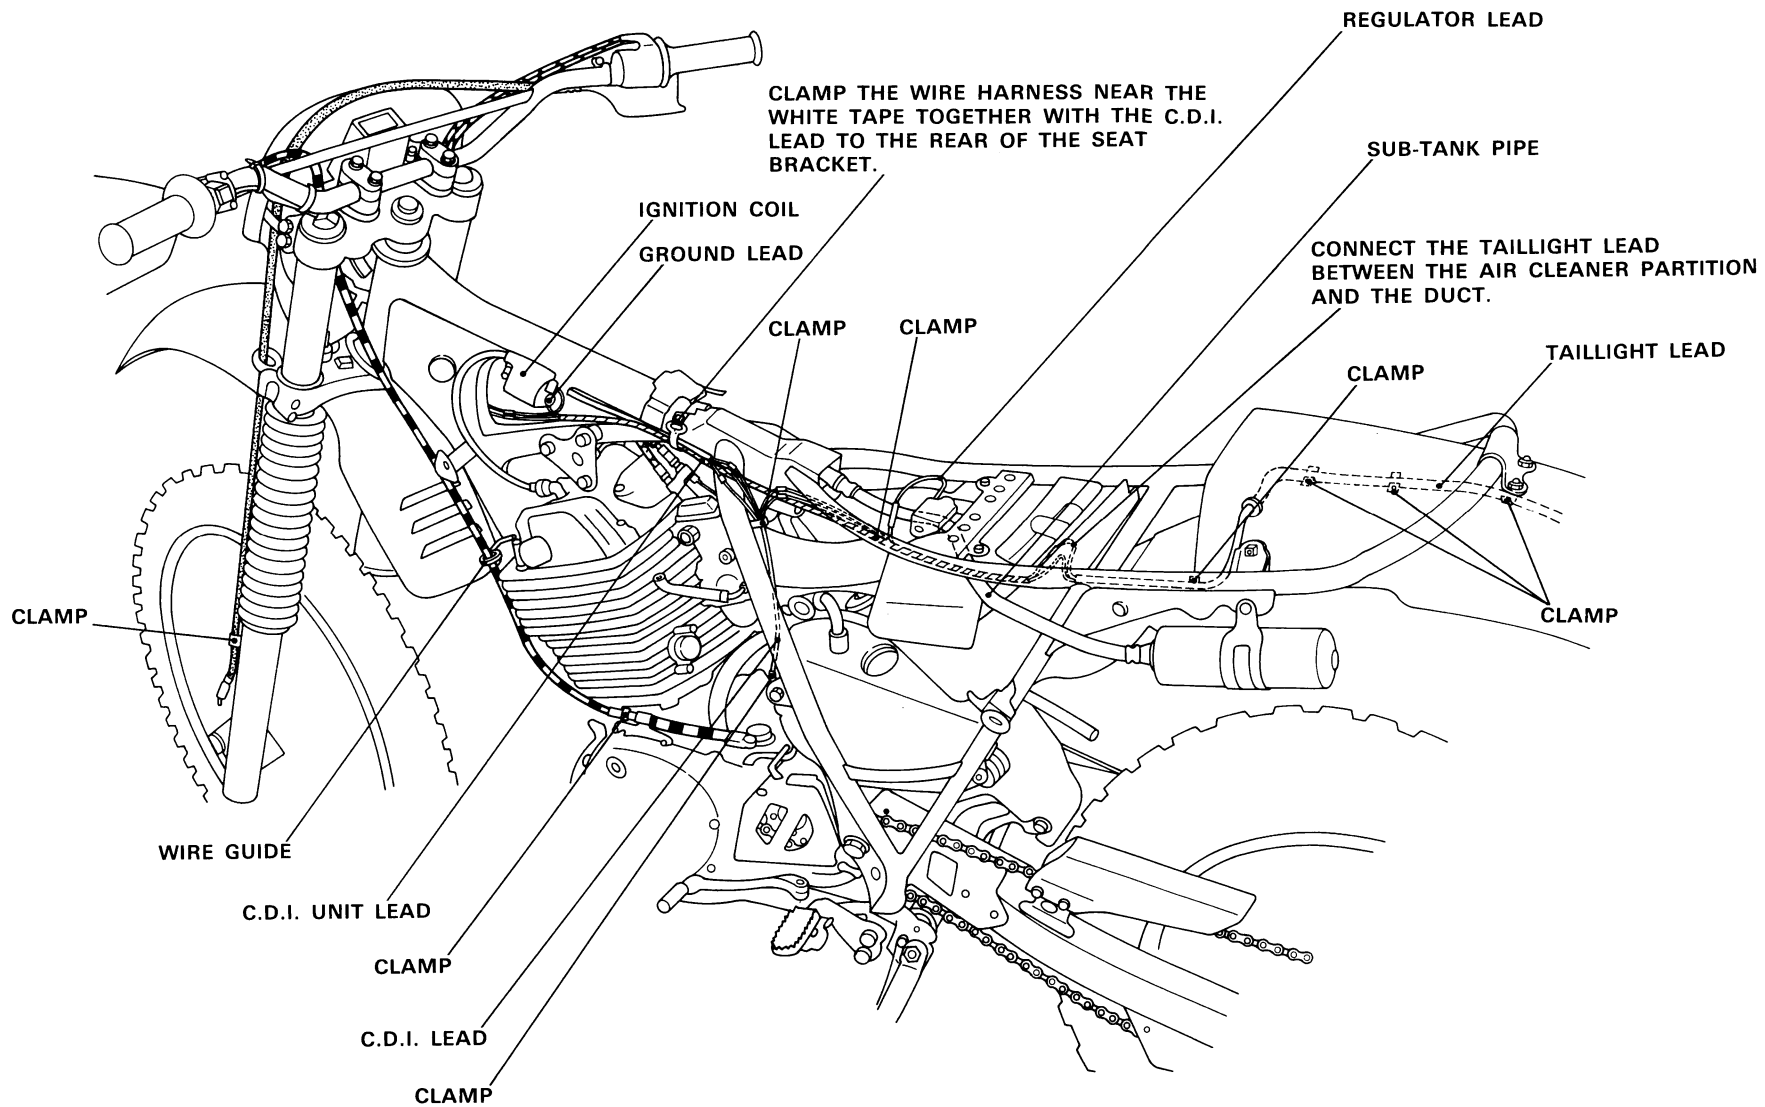 REGULATOR LEAD
CLAMP THE WIRE HARNESS NEAR THE
WHITE TAPE TOGETHER WITH THE C.D.I.
LEAD TO THE REAR OF THE SEAT
BRACKET.
SUB-TANK PIPE
IGNITION COIL
GROUND LEAD
CONNECT THE TAILLIGHT LEAD
BETWEEN THE AIR CLEANER PARTITION
AND THE DUCT.
CLAMP
CLAMP
TAILLIGHT LEAD
CLAMP
CLAMP
CLAMP
WIRE GUIDE
C.D.I. UNIT LEAD
CLAMP
C.D.I. LEAD
CLAMP